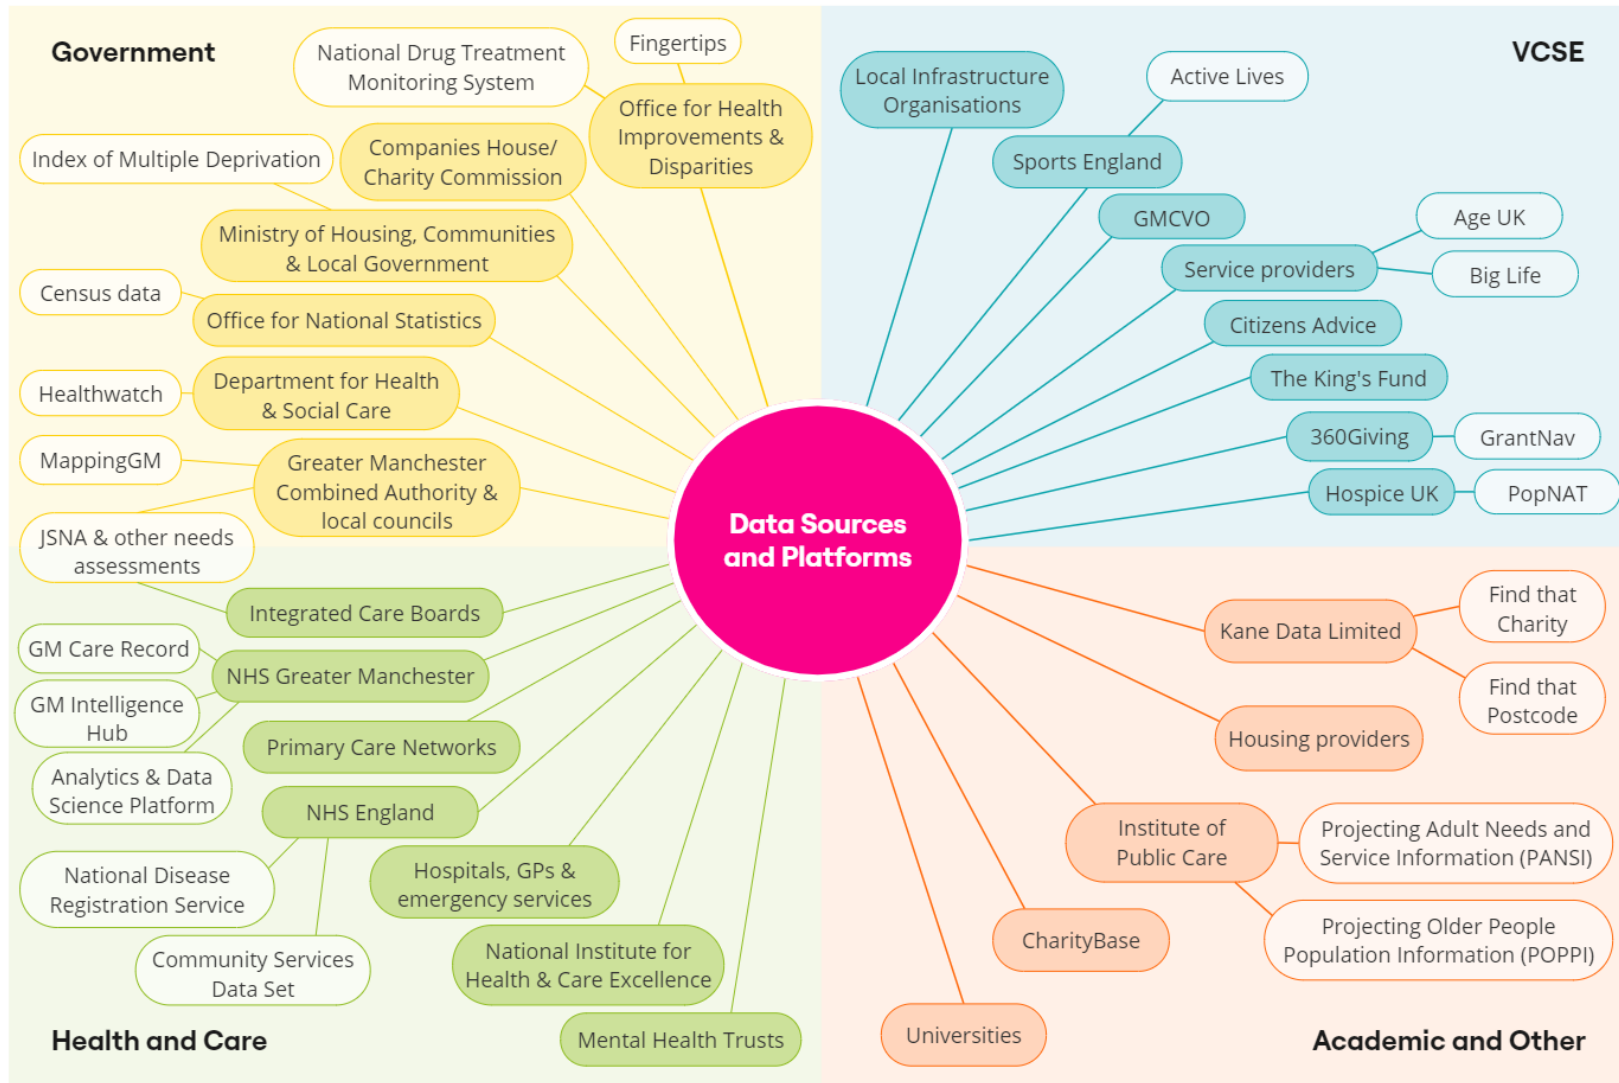 Government
National Drug Treatment
Monitoring System
Fingertips
Office for Health
Improvements &
Disparities
Companies House/
Charity Commission
Index of Multiple Deprivation
Ministry of Housing, Communities
& Local Government
Census data
Office for National Statistics
Healthwatch
Department for Health
& Social Care
MappingGM
Greater Manchester
Combined Authority &
local councils
JSNA & other needs
assessments
VCSE
Local Infrastructure
Organisations
Active Lives
Sports England
GMCVO
Age UK
Service providers
Big Life
Citizens Advice
The King's Fund
360Giving
GrantNav
Hospice UK
PopNAT
Data Sources
and Platforms
Integrated Care Boards
GM Care Record
NHS Greater Manchester
GM Intelligence
Hub
Primary Care Networks
Analytics & Data
Science Platform
NHS England
National Disease
Registration Service
Hospitals, GPs &
emergency services
Community Services
Data Set
National Institute for
Health & Care Excellence
Mental Health Trusts
Health and Care
Find that
Charity
Kane Data Limited
Find that
Postcode
Housing providers
Institute of
Public Care
Projecting Adult Needs and
Service Information (PANSI)
Projecting Older People
Population Information (POPPI)
CharityBase
Universities
Academic and Other